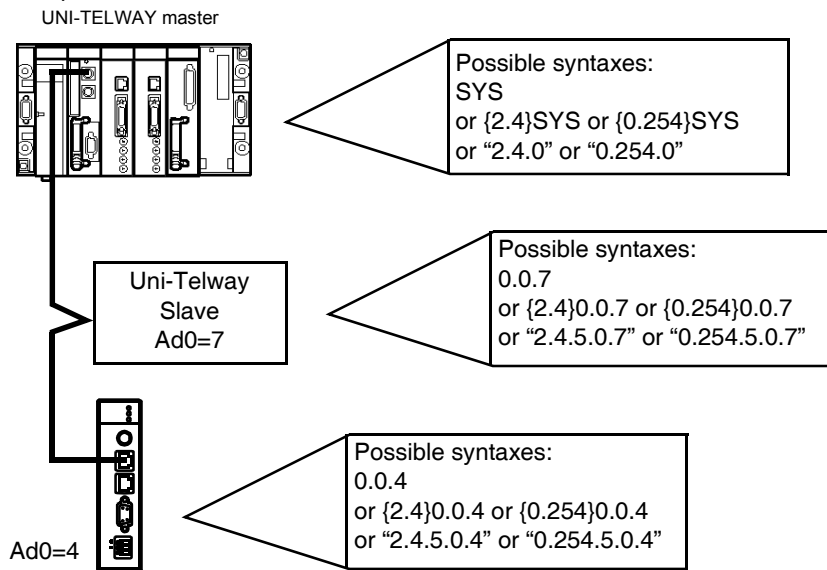 UNI-TELWAY master
Possible syntaxes:
SYS
or {2.4}SYS or {0.254}SYS
or “2.4.0” or “0.254.0”
Uni-Telway
Slave
Ad0=7
Possible syntaxes:
0.0.7
or {2.4}0.0.7 or {0.254}0.0.7
or “2.4.5.0.7” or “0.254.5.0.7”
Possible syntaxes:
0.0.4
or {2.4}0.0.4 or {0.254}0.0.4
or “2.4.5.0.4” or “0.254.5.0.4”
Ad0=4